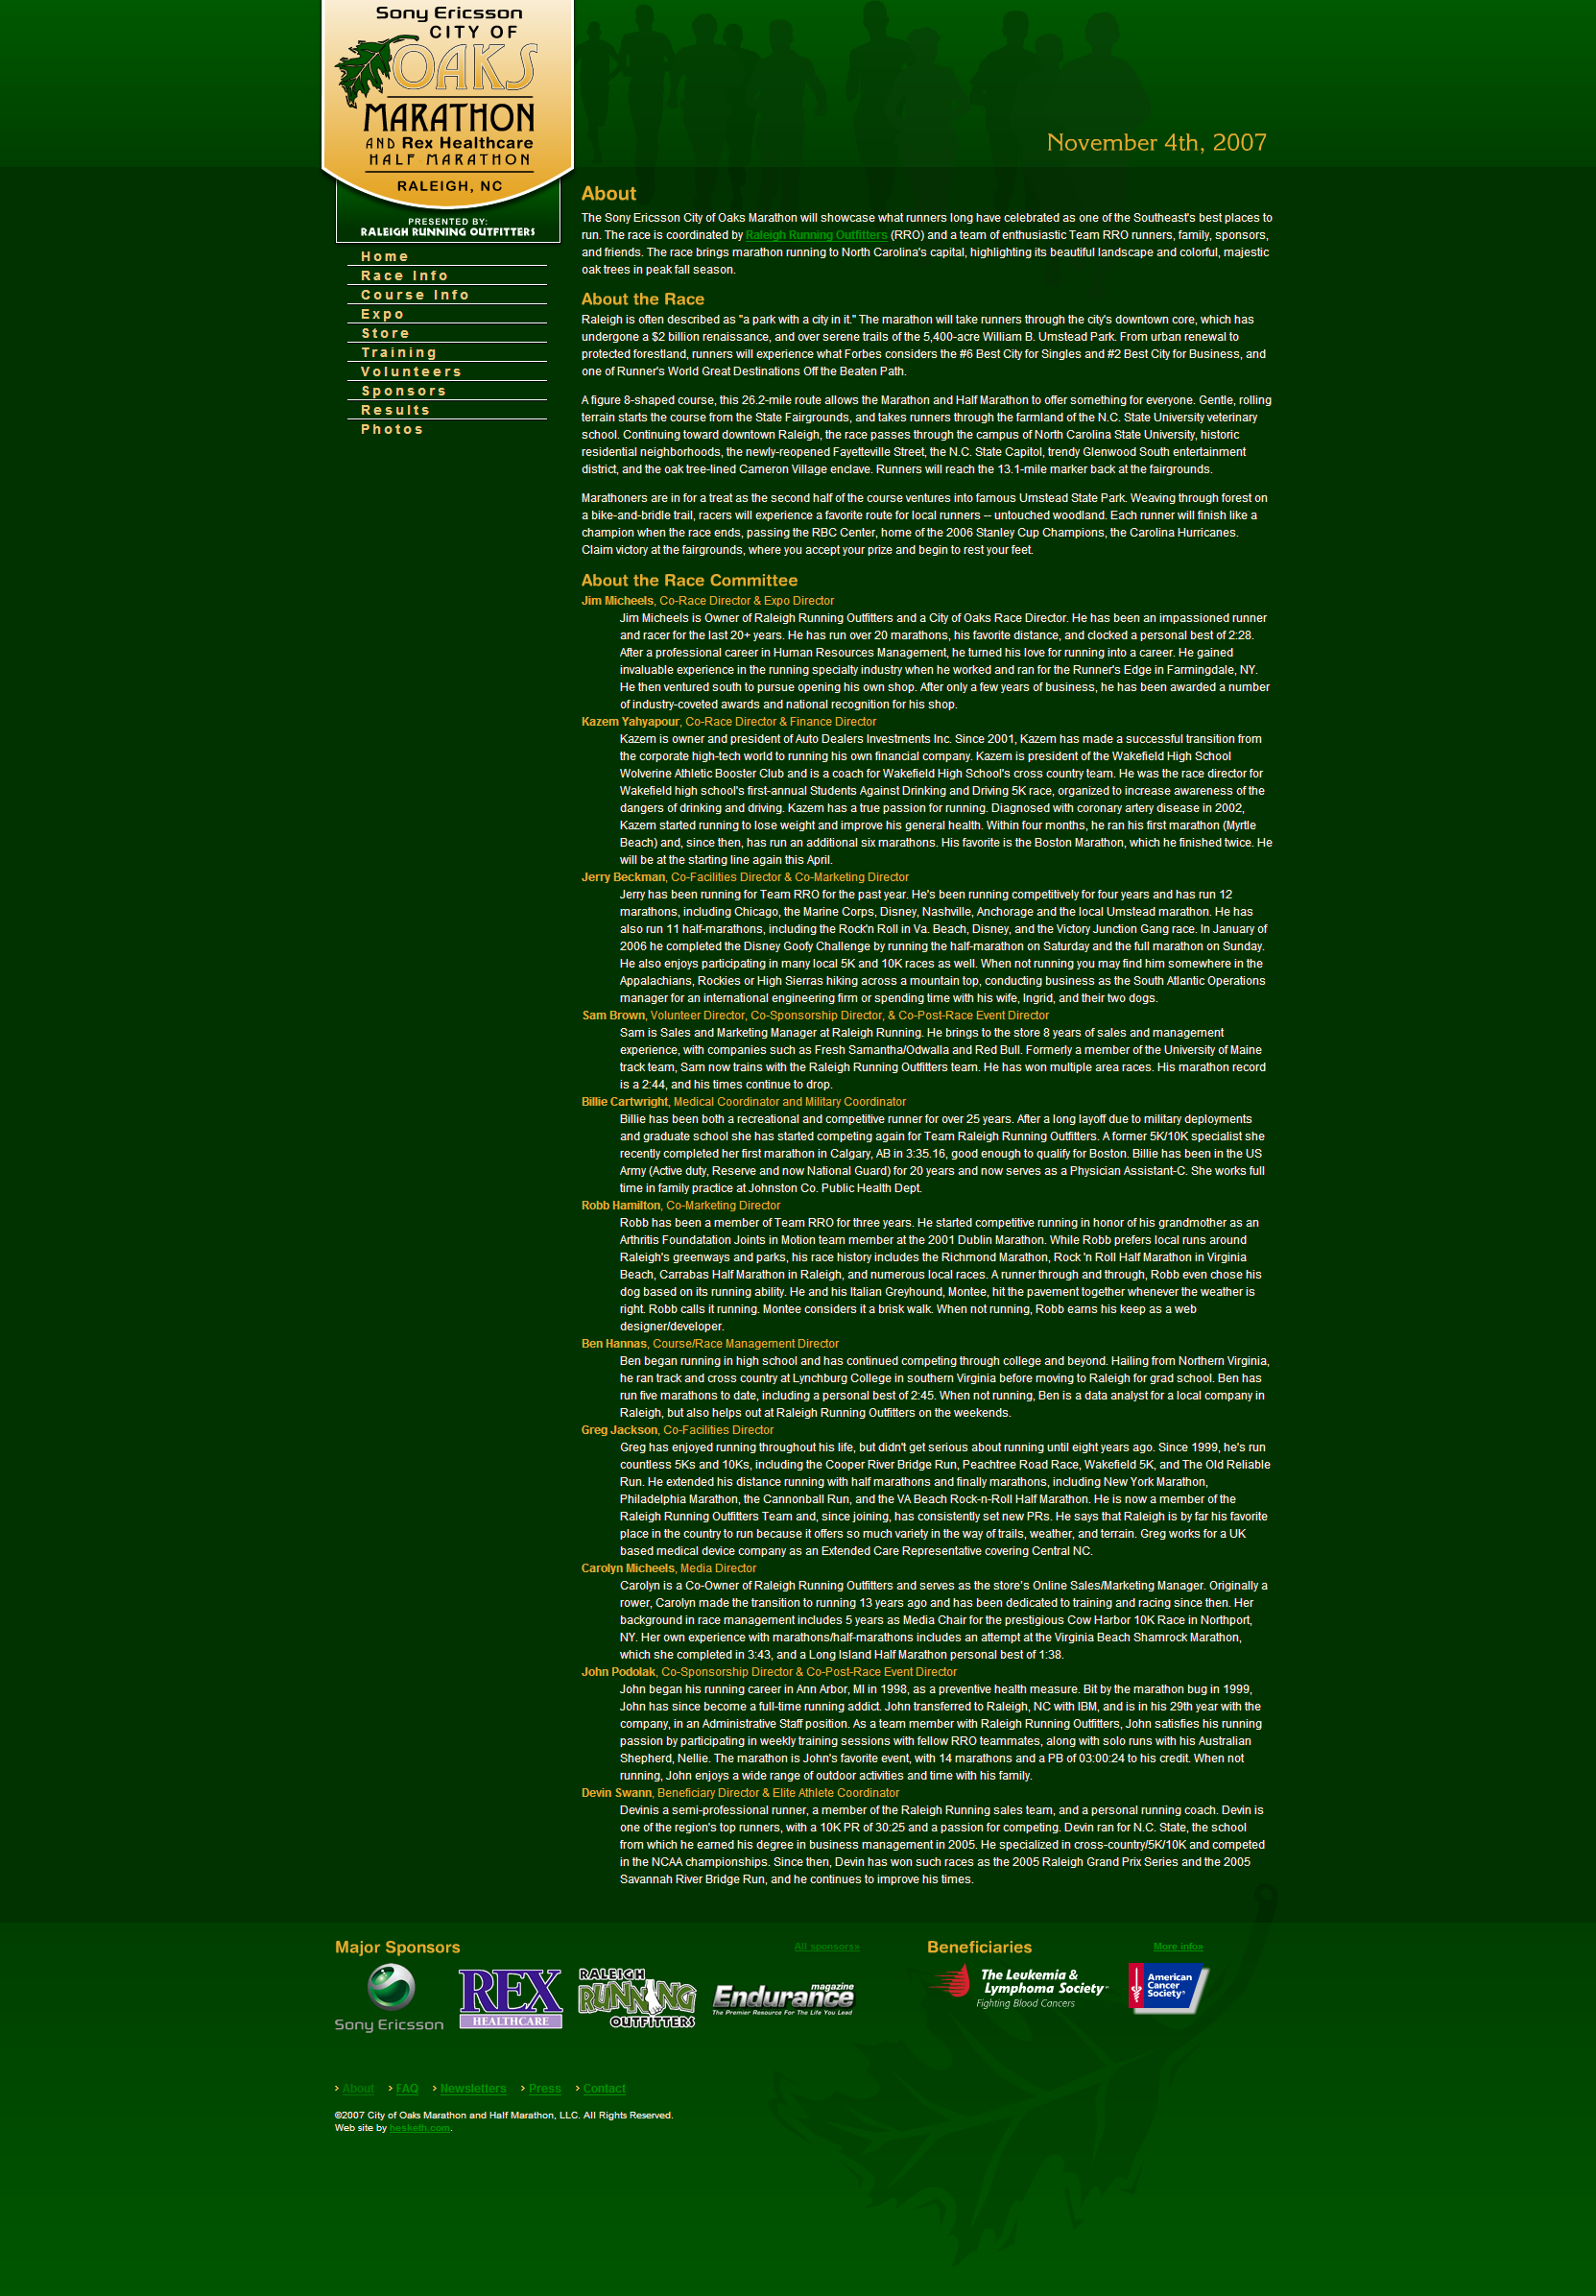 Sony Ericsson
CITY OF
OAKS
MARATHON
AND Rex Healthcare
HALF-MARATHON
RALEIGH, NC
PRESENTED BY:
RALEIGH RUNNING OUTFITTERS
November 4th, 2007
Home
Race Info
Course Info
Expo
Store
Training
Volunteers
Sponsors
Results
Photos
About
The Sony Ericsson City of Oaks Marathon will showcase what runners long have celebrated as one of the Southeast's best places to
run. The race is coordinated by Raleigh Running Outfitters (RRO) and a team of enthusiastic Team RRO runners, family, sponsors,
and friends. The race brings marathon running to North Carolina's capital, highlighting its beautiful landscape and colorful, majestic
oak trees in peak fall season.
About the Race
Raleigh is often described as "a park with a city in it." The marathon will take runners through the city's downtown core, which has
undergone a $2 billion renaissance, and over serene trails of the 5,400-acre William B. Umstead Park. From urban renewal to
protected forestland, runners will experience what Forbes considers the #6 Best City for Singles and #2 Best City for Business, and
one of Runner's World Great Destinations Off the Beaten Path.
A figure 8-shaped course, this 26.2-mile route allows the Marathon and Half Marathon to offer something for everyone. Gentle, rolling
terrain starts the course from the State Fairgrounds, and takes runners through the farmland of the N.C. State University veterinary
school. Continuing toward downtown Raleigh, the race passes through the campus of North Carolina State University, historic
residential neighborhoods, the newly-reopened Fayetteville Street, the N.C. State Capitol, trendy Glenwood South entertainment
district, and the oak tree-lined Cameron Village enclave. Runners will reach the 13.1-mile marker back at the fairgrounds.
Marathoners are in for a treat as the second half of the course ventures into famous Umstead State Park. Weaving through forest on
a bike-and-bridle trail, racers will experience a favorite route for local runners -- untouched woodland. Each runner will finish like a
champion when the race ends, passing the RBC Center, home of the 2006 Stanley Cup Champions, the Carolina Hurricanes.
Claim victory at the fairgrounds, where you accept your prize and begin to rest your feet.
About the Race Committee
Jim Micheels, Co-Race Director & Expo Director
Jim Micheels is Owner of Raleigh Running Outfitters and a City of Oaks Race Director. He has been an impassioned runner
and racer for the last 20+ years. He has run over 20 marathons, his favorite distance, and clocked a personal best of 2:28.
After a professional career in Human Resources Management, he turned his love for running into a career. He gained
invaluable experience in the running specialty industry when he worked and ran for the Runner's Edge in Farmingdale, NY.
He then ventured south to pursue opening his own shop. After only a few years of business, he has been awarded a number
of industry-coveted awards and national recognition for his shop.
Kazem Yahyapour, Co-Race Director & Finance Director
Kazem is owner and president of Auto Dealers Investments Inc. Since 2001, Kazem has made a successful transition from
the corporate high-tech world to running his own financial company. Kazem is president of the Wakefield High School
Wolverine Athletic Booster Club and is a coach for Wakefield High School's cross country team. He was the race director for
Wakefield high school's first-annual Students Against Drinking and Driving 5K race, organized to increase awareness of the
dangers of drinking and driving. Kazem has a true passion for running. Diagnosed with coronary artery disease in 2002,
Kazem started running to lose weight and improve his general health. Within four months, he ran his first marathon (Myrtle
Beach) and, since then, has run an additional six marathons. His favorite is the Boston Marathon, which he finished twice. He
will be at the starting line again this April.
Jerry Beckman, Co-Facilities Director & Co-Marketing Director
Jerry has been running for Team RRO for the past year. He's been running competitively for four years and has run 12
marathons, including Chicago, the Marine Corps, Disney, Nashville, Anchorage and the local Umstead marathon. He has
also run 11 half-marathons, including the Rock'n Roll in Va. Beach, Disney, and the Victory Junction Gang race. In January of
2006 he completed the Disney Goofy Challenge by running the half-marathon on Saturday and the full marathon on Sunday.
He also enjoys participating in many local 5K and 10K races as well. When not running you may find him somewhere in the
Appalachians, Rockies or High Sierras hiking across a mountain top, conducting business as the South Atlantic Operations
manager for an international engineering firm or spending time with his wife, Ingrid, and their two dogs.
Sam Brown, Volunteer Director, Co-Sponsorship Director, & Co-Post-Race Event Director
Sam is Sales and Marketing Manager at Raleigh Running. He brings to the store 8 years of sales and management
experience, with companies such as Fresh Samantha/Odwalla and Red Bull. Formerly a member of the University of Maine
track team, Sam now trains with the Raleigh Running Outfitters team. He has won multiple area races. His marathon record
is a 2:44, and his times continue to drop.
Billie Cartwright, Medical Coordinator and Military Coordinator
Billie has been both a recreational and competitive runner for over 25 years. After a long layoff due to military deployments
and graduate school she has started competing again for Team Raleigh Running Outfitters. A former 5K/10K specialist she
recently completed her first marathon in Calgary, AB in 3:35.16, good enough to qualify for Boston. Billie has been in the US
Army (Active duty, Reserve and now National Guard) for 20 years and now serves as a Physician Assistant-C. She works full
time in family practice at Johnston Co. Public Health Dept.
Robb Hamilton, Co-Marketing Director
Robb has been a member of Team RRO for three years. He started competitive running in honor of his grandmother as an
Arthritis Foundatation Joints in Motion team member at the 2001 Dublin Marathon. While Robb prefers local runs around
Raleigh's greenways and parks, his race history includes the Richmond Marathon, Rock 'n Roll Half Marathon in Virginia
Beach, Carrabas Half Marathon in Raleigh, and numerous local races. A runner through and through, Robb even chose his
dog based on its running ability. He and his Italian Greyhound, Montee, hit the pavement together whenever the weather is
right. Robb calls it running. Montee considers it a brisk walk. When not running, Robb earns his keep as a web
designer/developer.
Ben Hannas, Course/Race Management Director
Ben began running in high school and has continued competing through college and beyond. Hailing from Northern Virginia,
he ran track and cross country at Lynchburg College in southern Virginia before moving to Raleigh for grad school. Ben has
run five marathons to date, including a personal best of 2:45. When not running, Ben is a data analyst for a local company in
Raleigh, but also helps out at Raleigh Running Outfitters on the weekends.
Greg Jackson, Co-Facilities Director
Greg has enjoyed running throughout his life, but didn't get serious about running until eight years ago. Since 1999, he's run
countless 5Ks and 10Ks, including the Cooper River Bridge Run, Peachtree Road Race, Wakefield 5K, and The Old Reliable
Run. He extended his distance running with half marathons and finally marathons, including New York Marathon,
Philadelphia Marathon, the Cannonball Run, and the VA Beach Rock-n-Roll Half Marathon. He is now a member of the
Raleigh Running Outfitters Team and, since joining, has consistently set new PRs. He says that Raleigh is by far his favorite
place in the country to run because it offers so much variety in the way of trails, weather, and terrain. Greg works for a UK
based medical device company as an Extended Care Representative covering Central NC.
Carolyn Micheels, Media Director
Carolyn is a Co-Owner of Raleigh Running Outfitters and serves as the store's Online Sales/Marketing Manager. Originally a
rower, Carolyn made the transition to running 13 years ago and has been dedicated to training and racing since then. Her
background in race management includes 5 years as Media Chair for the prestigious Cow Harbor 10K Race in Northport,
NY. Her own experience with marathons/half-marathons includes an attempt at the Virginia Beach Shamrock Marathon,
which she completed in 3:43, and a Long Island Half Marathon personal best of 1:38.
John Podolak, Co-Sponsorship Director & Co-Post-Race Event Director
John began his running career in Ann Arbor, MI in 1998, as a preventive health measure. Bit by the marathon bug in 1999,
John has since become a full-time running addict. John transferred to Raleigh, NC with IBM, and is in his 29th year with the
company, in an Administrative Staff position. As a team member with Raleigh Running Outfitters, John satisfies his running
passion by participating in weekly training sessions with fellow RRO teammates, along with solo runs with his Australian
Shepherd, Nellie. The marathon is John's favorite event, with 14 marathons and a PB of 03:00:24 to his credit. When not
running, John enjoys a wide range of outdoor activities and time with his family.
Devin Swann, Beneficiary Director & Elite Athlete Coordinator
Devinis a semi-professional runner, a member of the Raleigh Running sales team, and a personal running coach. Devin is
one of the region's top runners, with a 10K PR of 30:25 and a passion for competing. Devin ran for N.C. State, the school
from which he earned his degree in business management in 2005. He specialized in cross-country/5K/10K and competed
in the NCAA championships. Since then, Devin has won such races as the 2005 Raleigh Grand Prix Series and the 2005
Savannah River Bridge Run, and he continues to improve his times.
Major Sponsors
All sponsors»
Sony Ericsson
REX
HEALTHCARE
RALEIGH
RUNNING
OUTFITTERS
magazine
Endurance
The Premier Resource For The Life You Lead
Beneficiaries
More info»
The Leukemia &
Lymphoma Society®
Fighting Blood Cancers
American
Cancer
Society®
› About › FAQ › Newsletters › Press › Contact
©2007 City of Oaks Marathon and Half Marathon, LLC. All Rights Reserved.
Web site by hesketh.com.